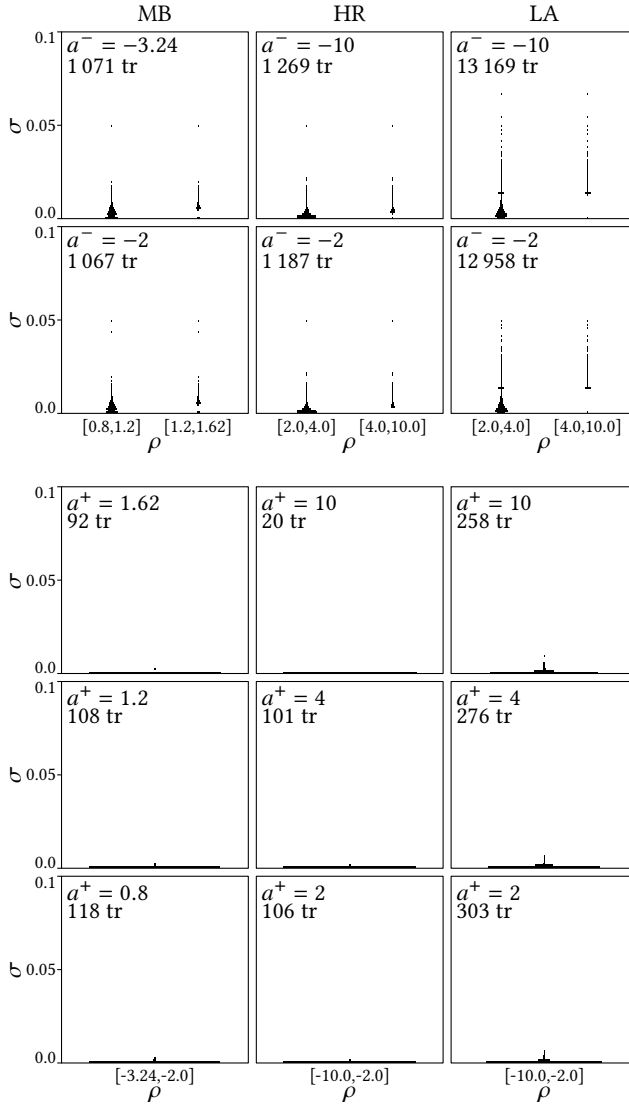 MB HR LA
0.1 a⁻ = −3.24 a⁻ = −10 a⁻ = −10
1 071 tr 1 269 tr 13 169 tr
σ 0.05
0.0
0.1 a⁻ = −2 a⁻ = −2 a⁻ = −2
1 067 tr 1 187 tr 12 958 tr
σ 0.05
0.0
[0.8,1.2] [1.2,1.62] [2.0,4.0] [4.0,10.0] [2.0,4.0] [4.0,10.0]
ρ ρ ρ
0.1 a⁺ = 1.62 a⁺ = 10 a⁺ = 10
92 tr 20 tr 258 tr
σ 0.05
0.0
0.1 a⁺ = 1.2 a⁺ = 4 a⁺ = 4
108 tr 101 tr 276 tr
σ 0.05
0.0
0.1 a⁺ = 0.8 a⁺ = 2 a⁺ = 2
118 tr 106 tr 303 tr
σ 0.05
0.0
[-3.24,-2.0] [-10.0,-2.0] [-10.0,-2.0]
ρ ρ ρ